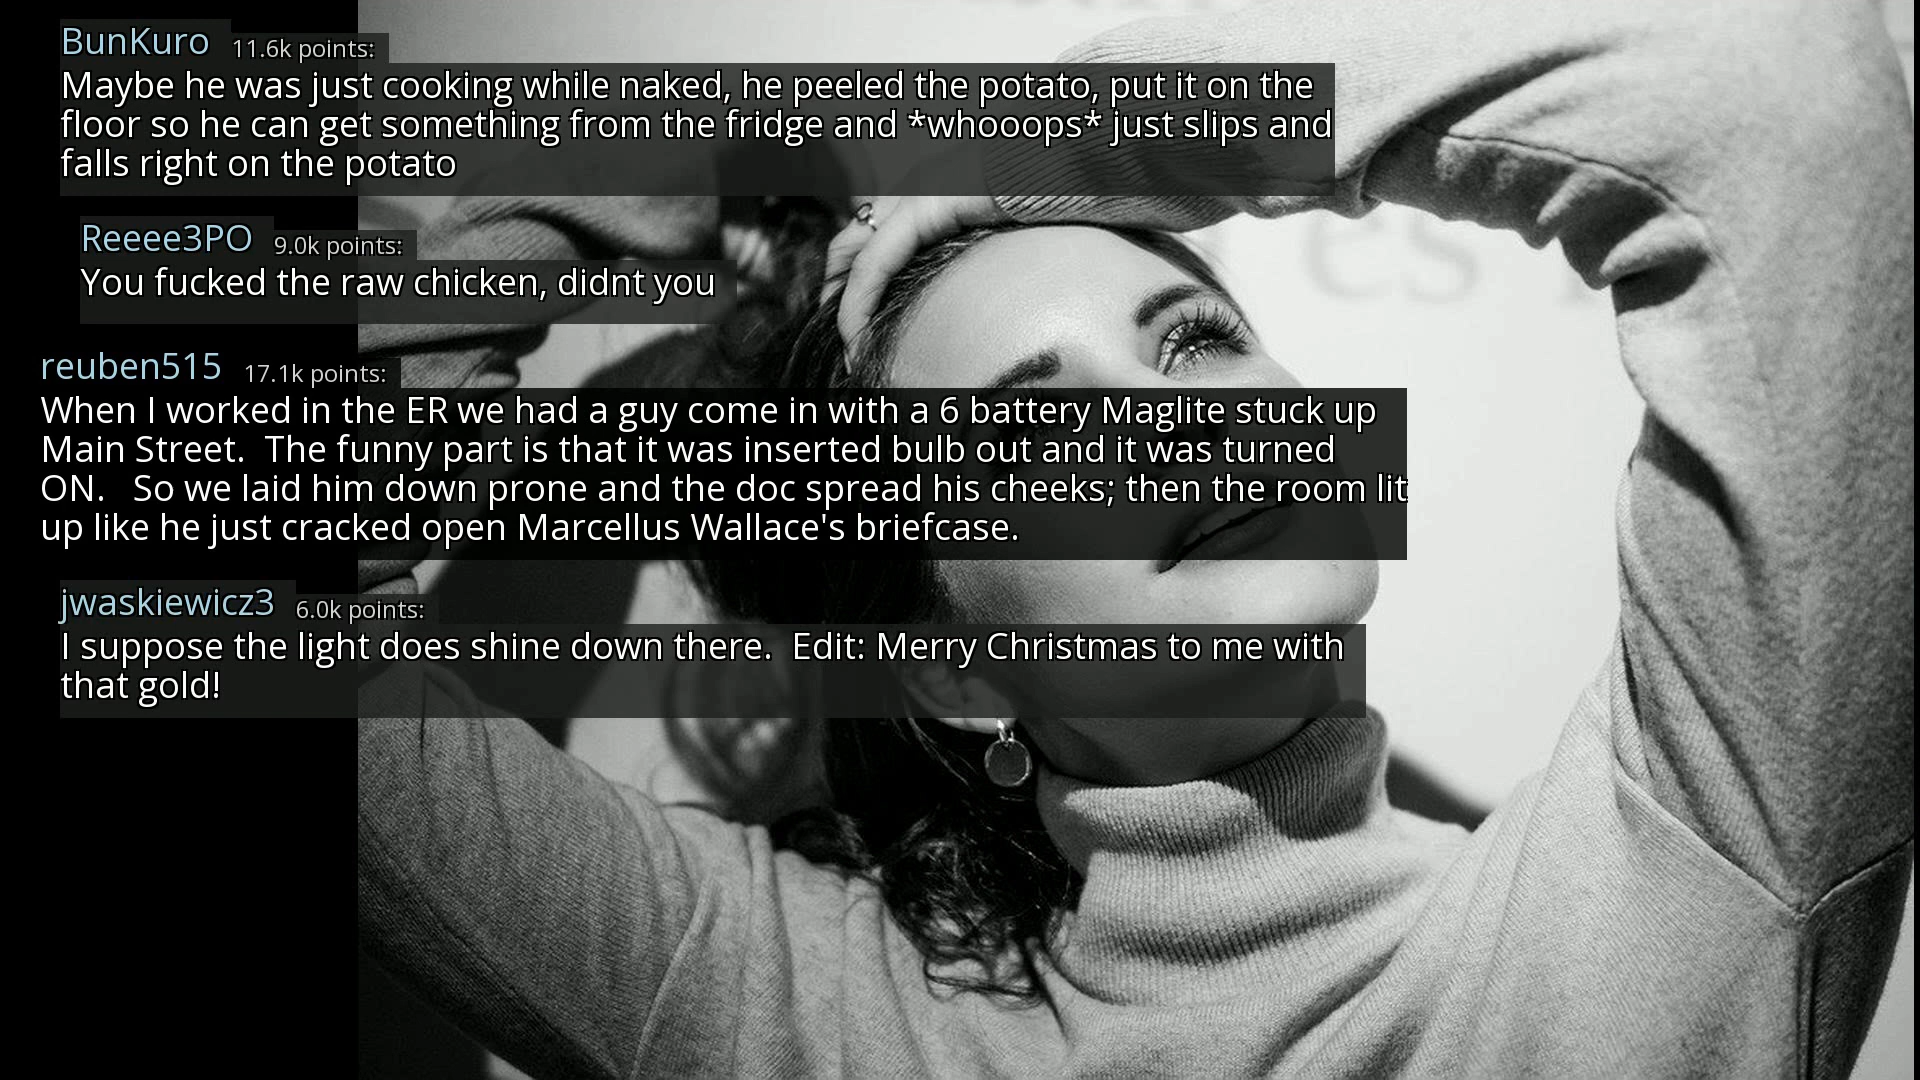 BunKuro 11.6k points:
Maybe he was just cooking while naked, he peeled the potato, put it on the
floor so he can get something from the fridge and *whooops* just slips and
falls right on the potato
Reeee3PO 9.0k points:
You fucked the raw chicken, didnt you
reuben515 17.1k points:
When I worked in the ER we had a guy come in with a 6 battery Maglite stuck up
Main Street.  The funny part is that it was inserted bulb out and it was turned
ON.   So we laid him down prone and the doc spread his cheeks; then the room lit
up like he just cracked open Marcellus Wallace's briefcase.
jwaskiewicz3 6.0k points:
I suppose the light does shine down there.  Edit: Merry Christmas to me with
that gold!